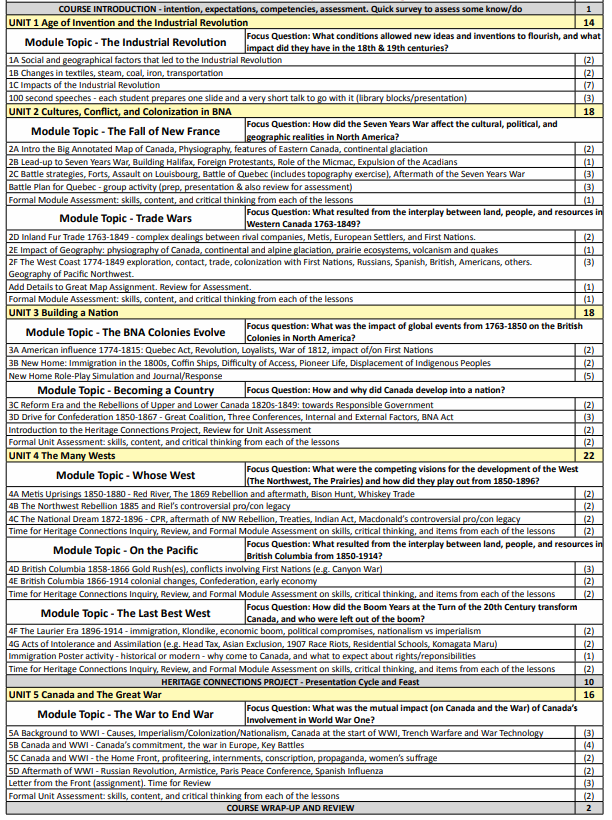 COURSE INTRODUCTION - intention, expectations, competencies, assessment. Quick survey to assess some know/do 1
UNIT 1 Age of Invention and the Industrial Revolution 14
Module Topic - The Industrial Revolution
Focus Question: What conditions allowed new ideas and inventions to flourish, and what
impact did they have in the 18th & 19th centuries?
1A Social and geographical factors that led to the Industrial Revolution (2)
1B Changes in textiles, steam, coal, iron, transportation (2)
1C Impacts of the Industrial Revolution (7)
100 second speeches - each student prepares one slide and a very short talk to go with it (library blocks/presentation) (3)
UNIT 2 Cultures, Conflict, and Colonization in BNA 18
Module Topic - The Fall of New France
Focus Question: How did the Seven Years War affect the cultural, political, and
geographic realities in North America?
2A Intro the Big Annotated Map of Canada, Physiography, features of Eastern Canada, continental glaciation (2)
2B Lead-up to Seven Years War, Building Halifax, Foreign Protestants, Role of the Micmac, Expulsion of the Acadians (1)
2C Battle strategies, Forts, Assault on Louisbourg, Battle of Quebec (includes topography exercise), Aftermath of the Seven Years War (3)
Battle Plan for Quebec - group activity (prep, presentation & also review for assessment) (3)
Formal Module Assessment: skills, content, and critical thinking from each of the lessons (1)
Module Topic - Trade Wars
Focus Question: What resulted from the interplay between land, people, and resources in
Western Canada 1763-1849?
2D Inland Fur Trade 1763-1849 - complex dealings between rival companies, Metis, European Settlers, and First Nations. (2)
2E Impact of Geography: physiography of Canada, continental and alpine glaciation, prairie ecosystems, volcanism and quakes (1)
2F The West Coast 1774-1849 exploration, contact, trade, colonization with First Nations, Russians, Spanish, British, Americans, others. (3)
Geography of Pacific Northwest.
Add Details to Great Map Assignment. Review for Assessment. (1)
Formal Module Assessment: skills, content, and critical thinking from each of the lessons (1)
UNIT 3 Building a Nation 18
Module Topic - The BNA Colonies Evolve
Focus question: What was the impact of global events from 1763-1850 on the British
Colonies in North America?
3A American influence 1774-1815: Quebec Act, Revolution, Loyalists, War of 1812, impact of/on First Nations (2)
3B New Home: Immigration in the 1800s, Coffin Ships, Difficulty of Access, Pioneer Life, Displacement of Indigenous Peoples (2)
New Home Role-Play Simulation and Journal/Response (5)
Module Topic - Becoming a Country
Focus Question: How and why did Canada develop into a nation?
3C Reform Era and the Rebellions of Upper and Lower Canada 1820s-1849: towards Responsible Government (2)
3D Drive for Confederation 1850-1867 - Great Coalition, Three Conferences, Internal and External Factors, BNA Act (3)
Introduction to the Heritage Connections Project, Review for Unit Assessment (2)
Formal Unit Assessment: skills, content, and critical thinking from each of the lessons (2)
UNIT 4 The Many Wests 22
Module Topic - Whose West
Focus Question: What were the competing visions for the development of the West
(The Northwest, The Prairies) and how did they play out from 1850-1896?
4A Metis Uprisings 1850-1880 - Red River, The 1869 Rebellion and aftermath, Bison Hunt, Whiskey Trade (2)
4B The Northwest Rebellion 1885 and Riel's controversial pro/con legacy (2)
4C The National Dream 1872-1896 - CPR, aftermath of NW Rebellion, Treaties, Indian Act, Macdonald's controversial pro/con legacy (2)
Time for Heritage Connections Inquiry, Review, and Formal Module Assessment on skills, critical thinking, and items from each of the lessons (2)
Module Topic - On the Pacific
Focus Question: What resulted from the interplay between land, people, and resources in
British Columbia from 1850-1914?
4D British Columbia 1858-1866 Gold Rush(es), conflicts involving First Nations (e.g. Canyon War) (3)
4E British Columbia 1866-1914 colonial changes, Confederation, early economy (2)
Time for Heritage Connections Inquiry, Review, and Formal Module Assessment on skills, critical thinking, and items from each of the lessons (2)
Module Topic - The Last Best West
Focus Question: How did the Boom Years at the Turn of the 20th Century transform
Canada, and who were left out of the boom?
4F The Laurier Era 1896-1914 - immigration, Klondike, economic boom, political compromises, nationalism vs imperialism (2)
4G Acts of Intolerance and Assimilation (e.g. Head Tax, Asian Exclusion, 1907 Race Riots, Residential Schools, Komagata Maru) (2)
Immigration Poster activity - historical or modern - why come to Canada, and what to expect about rights/reponsibilities (1)
Time for Heritage Connections Inquiry, Review, and Formal Module Assessment on skills, critical thinking, and items from each of the lessons (2)
HERITAGE CONNECTIONS PROJECT - Presentation Cycle and Feast 10
UNIT 5 Canada and The Great War 16
Module Topic - The War to End War
Focus Question: What was the mutual impact (on Canada and the War) of Canada's
Involvement in World War One?
5A Background to WWI - Causes, Imperialism/Colonization/Nationalism, Canada at the start of WWI, Trench Warfare and War Technology (3)
5B Canada and WWI - Canada's commitment, the war in Europe, Key Battles (4)
5C Canada and WWI - the Home Front, profiteering, internments, conscription, propaganda, women's suffrage (2)
5D Aftermath of WWI - Russian Revolution, Armistice, Paris Peace Conference, Spanish Influenza (2)
Letter from the Front (assignment). Time for Review (3)
Formal Unit Assessment: skills, content, and critical thinking from each of the lessons (2)
COURSE WRAP-UP AND REVIEW 2